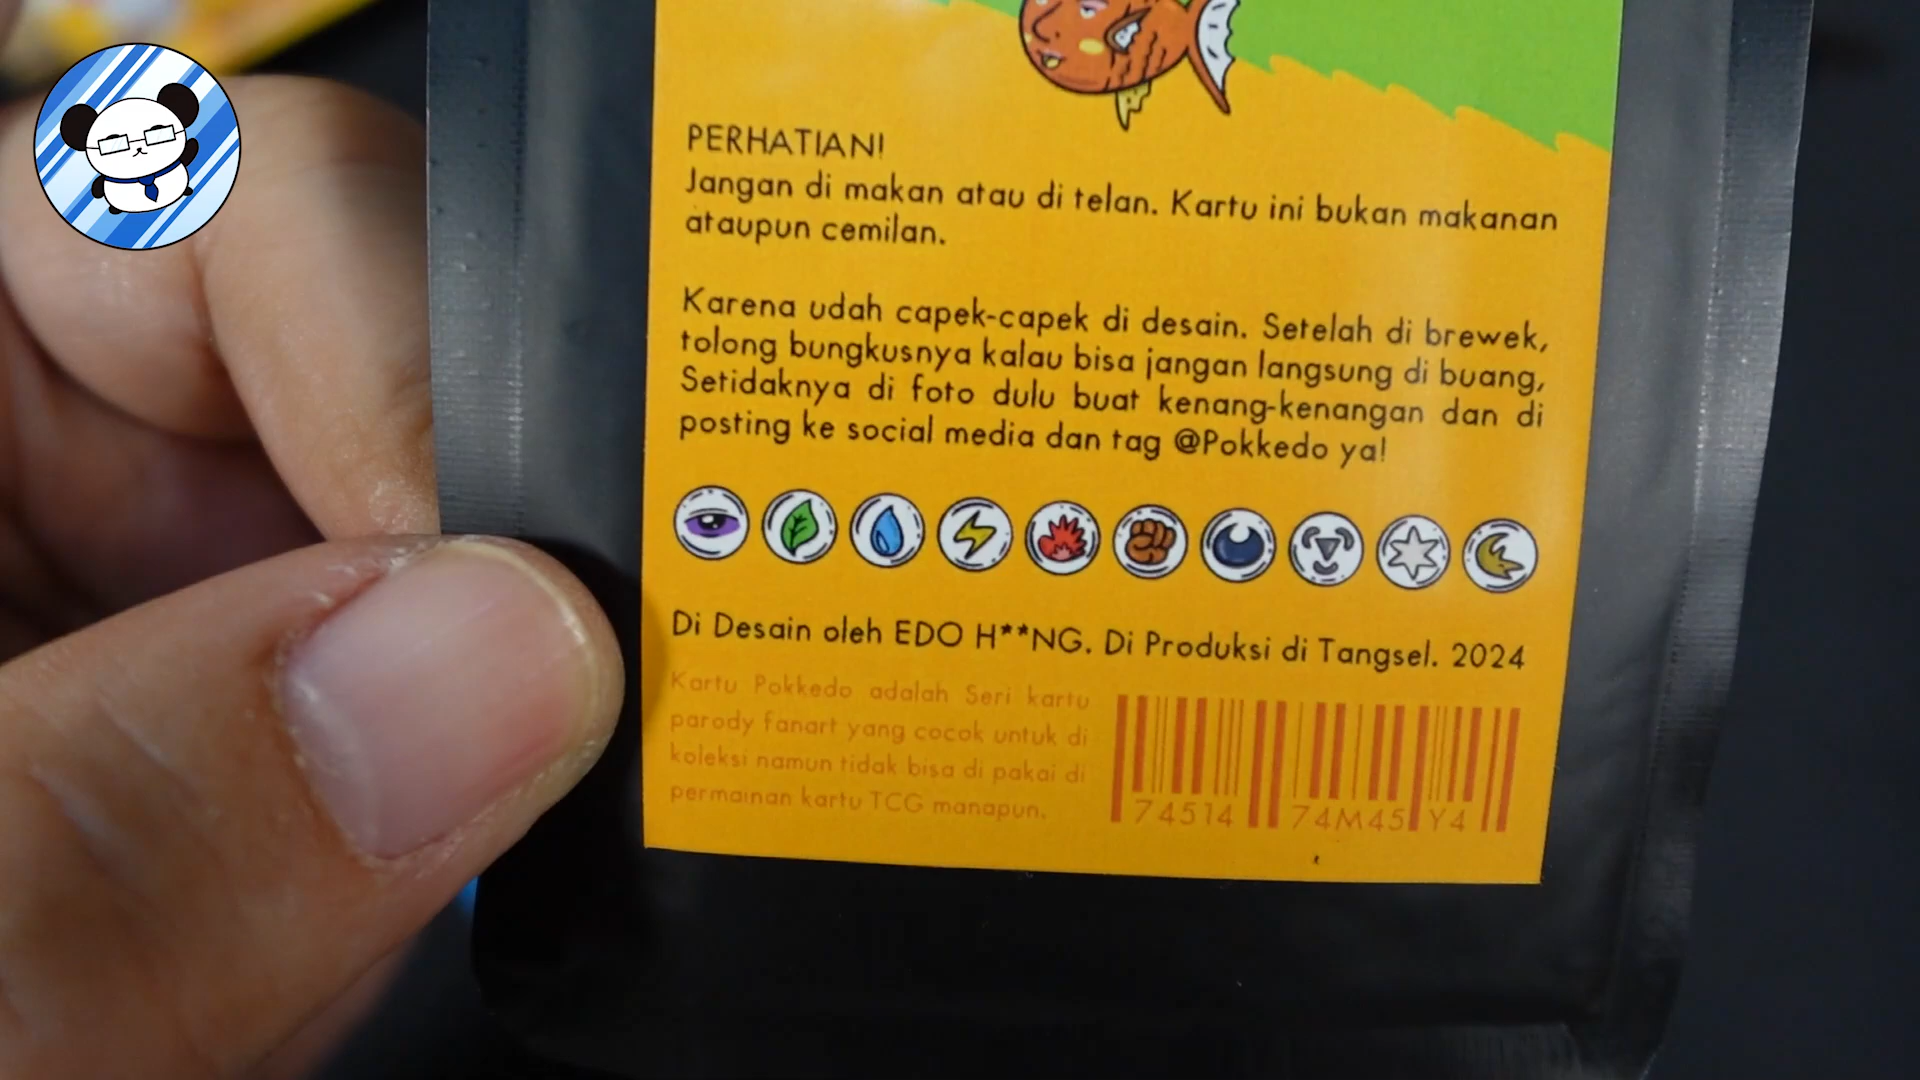 PERHATIAN!
Jangan di makan atau di telan. Kartu ini bukan makanan
ataupun cemilan.
Karena udah capek-capek di desain. Setelah di brewek,
tolong bungkusnya kalau bisa jangan langsung di buang,
Setidaknya di foto dulu buat kenang-kenangan dan di
posting ke social media dan tag @Pokkedo ya!
Di Desain oleh EDO H**NG. Di Produksi di Tangsel. 2024
Kartu Pokkedo adalah Seri kartu
parody fanart yang cocok untuk di
koleksi namun tidak bisa di pakai di
permainan kartu TCG manapun.
74514 74M45 Y4